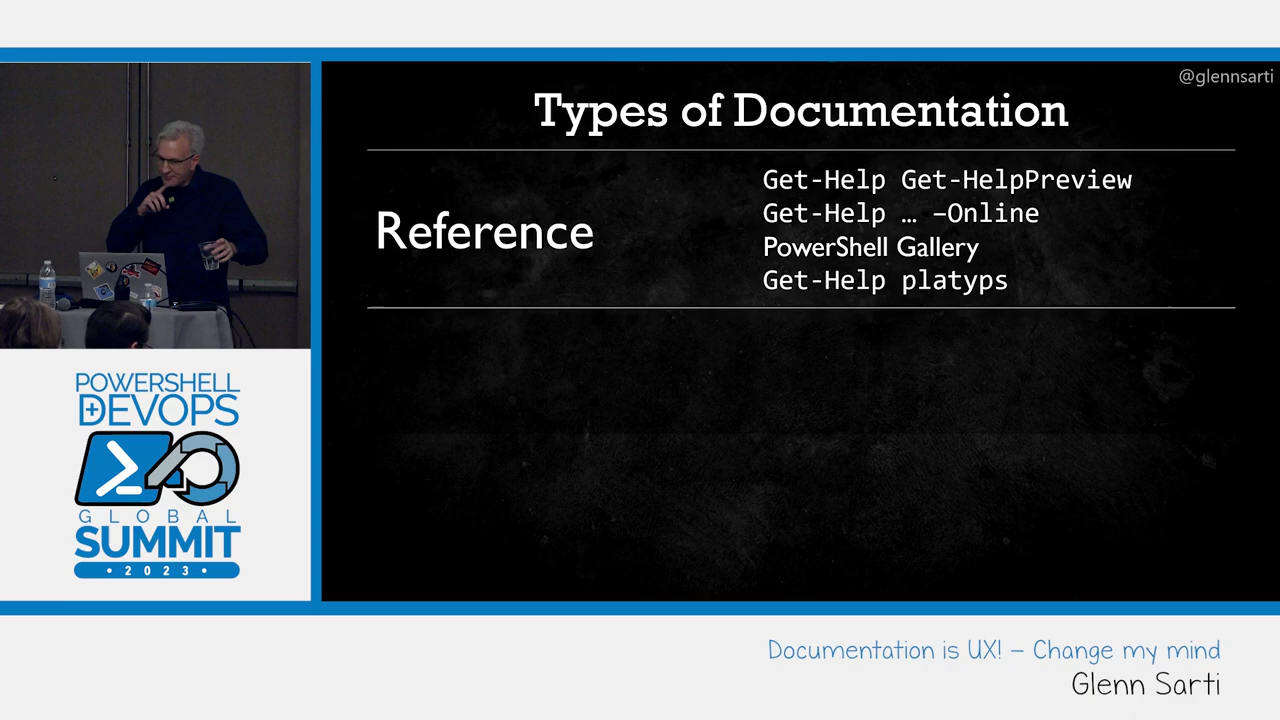 @glennsarti
Types of Documentation
Reference
Get-Help Get-HelpPreview
Get-Help … –Online
PowerShell Gallery
Get-Help platyps
POWERSHELL
+DEVOPS
GLOBAL
SUMMIT
• 2023 •
Documentation is UX! – Change my mind
Glenn Sarti